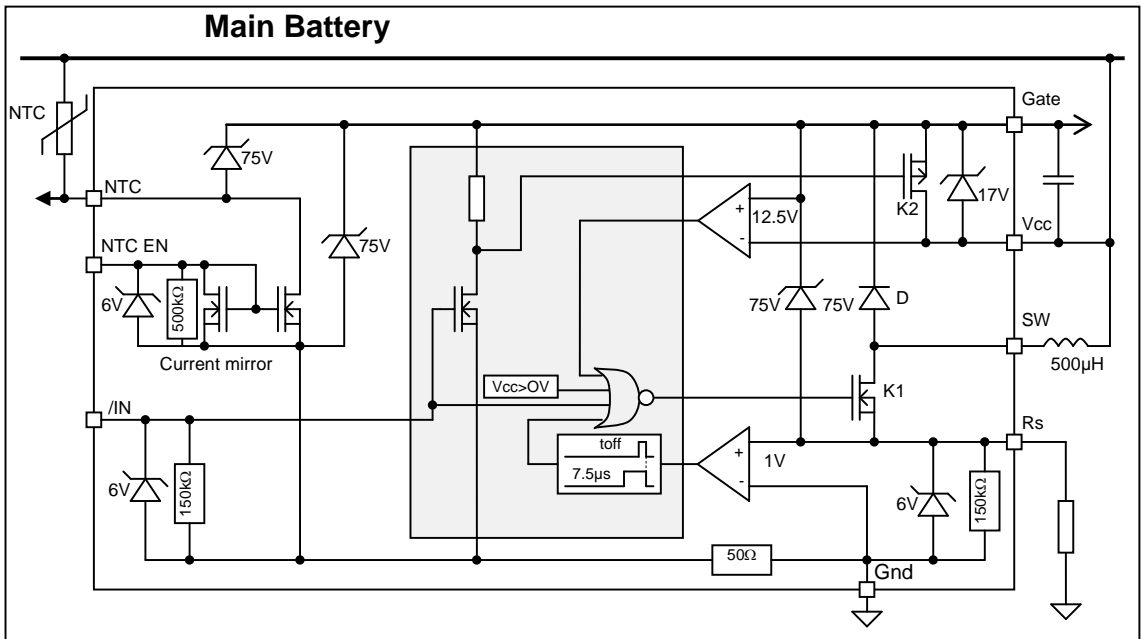 Main Battery
NTC
Gate
75V
NTC
12.5V
K2
17V
NTC EN
75V
Vcc
6V
500kΩ
75V
75V
D
SW
Current mirror
500µH
Vcc>OV
K1
/IN
Rs
toff
7.5µs
1V
6V
150kΩ
6V
150kΩ
50Ω
Gnd